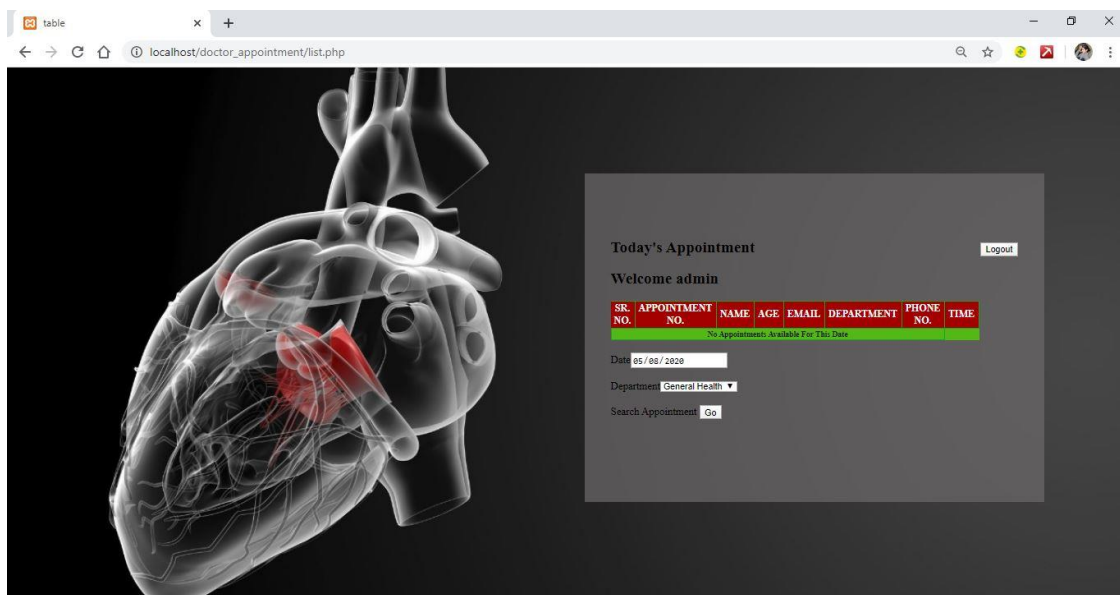 table
localhost/doctor_appointment/list.php
Today's Appointment
Logout
Welcome admin
SR. NO. APPOINTMENT NO. NAME AGE EMAIL DEPARTMENT PHONE NO. TIME
No Appointments Available For This Date
Date 05/08/2020
Department General Health
Search Appointment Go